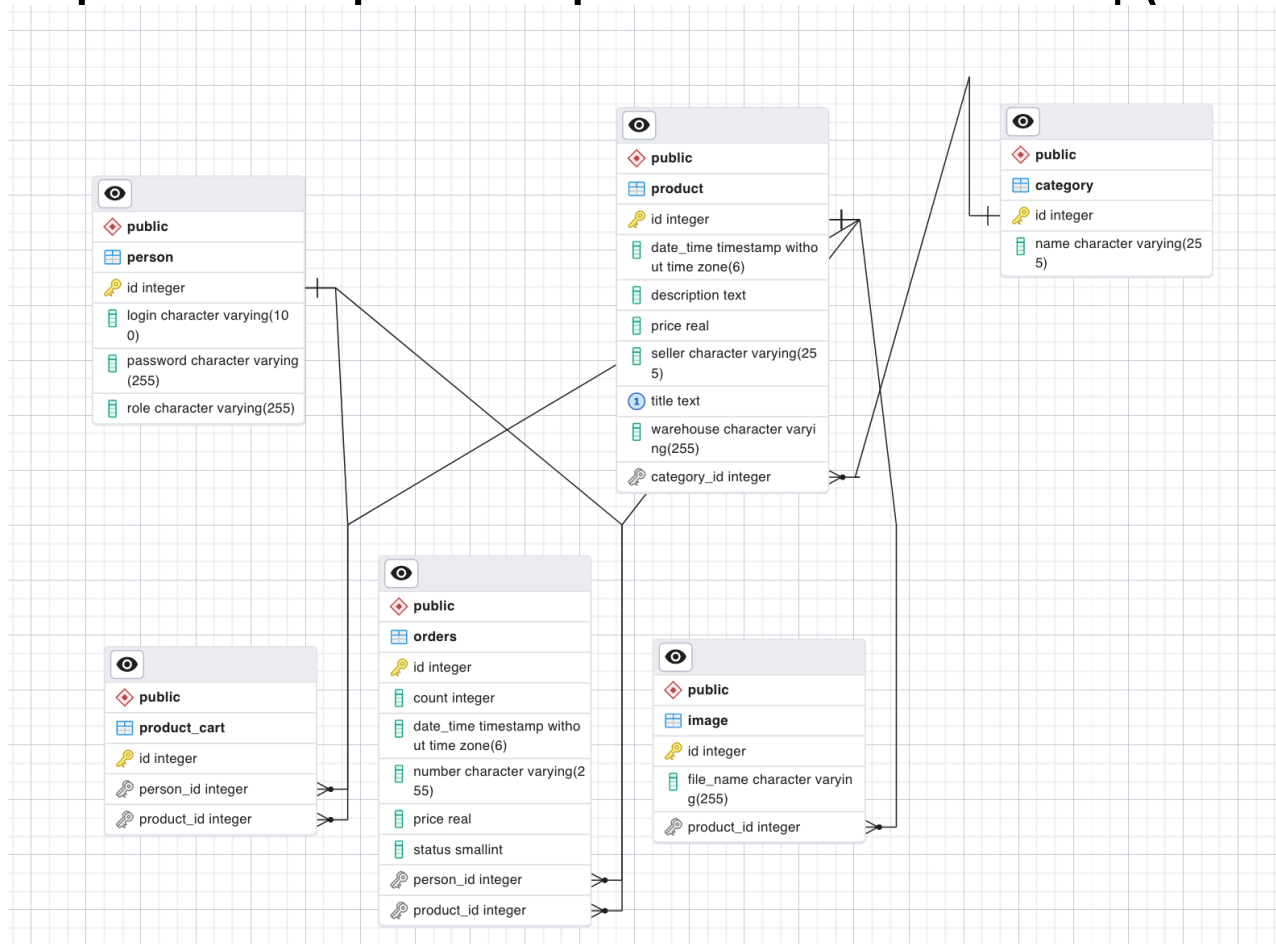 public
person
id integer
login character varying(10
0)
password character varying
(255)
role character varying(255)
public
product
id integer
date_time timestamp witho
ut time zone(6)
description text
price real
seller character varying(25
5)
1 title text
warehouse character varyi
ng(255)
category_id integer
public
category
id integer
name character varying(25
5)
public
product_cart
id integer
person_id integer
product_id integer
public
orders
id integer
count integer
date_time timestamp witho
ut time zone(6)
number character varying(2
55)
price real
status smallint
person_id integer
product_id integer
public
image
id integer
file_name character varyin
g(255)
product_id integer